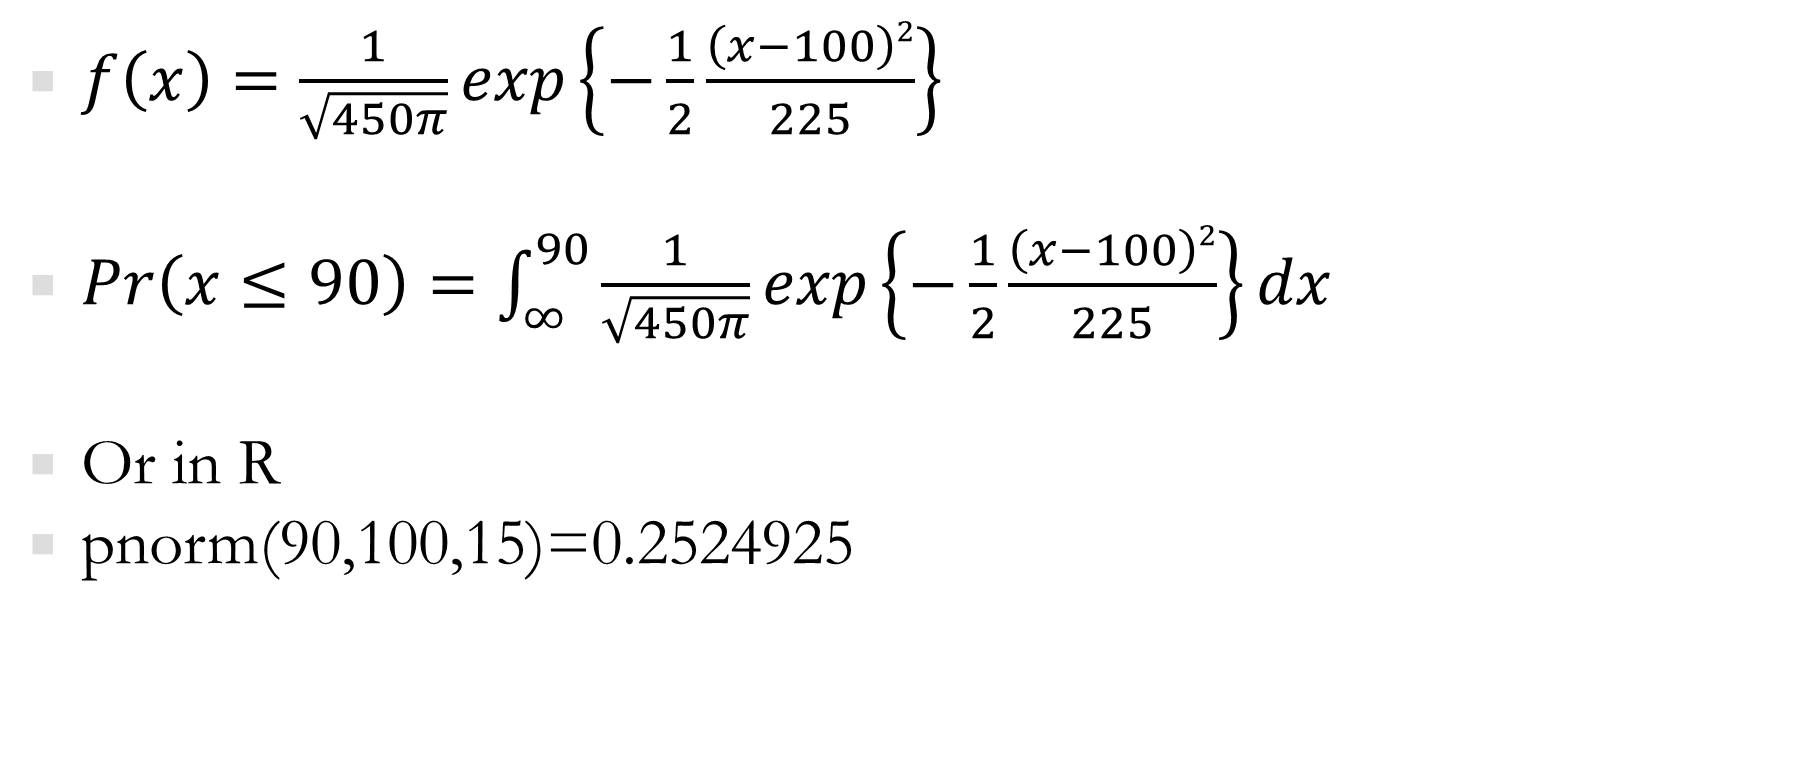 f(x) = 1/√450π exp{−1/2 (x−100)²/225}
Pr(x ≤ 90) = ∫_∞^90 1/√450π exp{−1/2 (x−100)²/225} dx
Or in R
pnorm(90,100,15)=0.2524925